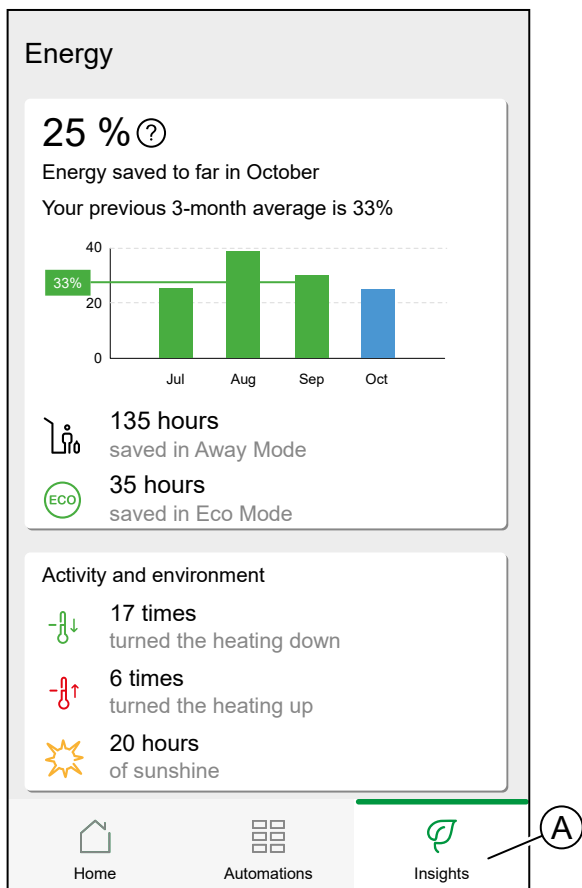 Energy
25 % ?
Energy saved to far in October
Your previous 3-month average is 33%
40
33%
20
0
Jul Aug Sep Oct
135 hours
saved in Away Mode
ECO
35 hours
saved in Eco Mode
Activity and environment
17 times
turned the heating down
6 times
turned the heating up
20 hours
of sunshine
A
Home Automations Insights